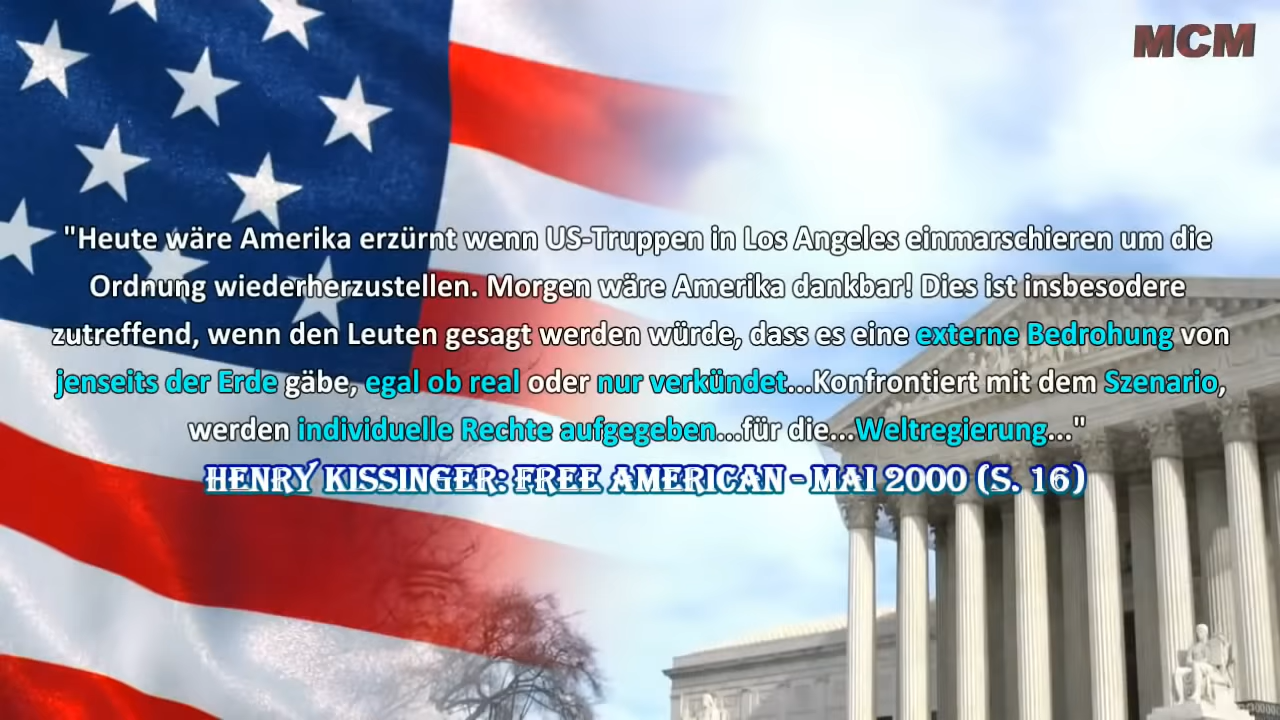 MCM
"Heute wäre Amerika erzürnt wenn US-Truppen in Los Angeles einmarschieren um die
Ordnung wiederherzustellen. Morgen wäre Amerika dankbar! Dies ist insbesodere
zutreffend, wenn den Leuten gesagt werden würde, dass es eine externe Bedrohung von
jenseits der Erde gäbe, egal ob real oder nur verkündet...Konfrontiert mit dem Szenario,
werden individuelle Rechte aufgegeben...für die...Weltregierung..."
HENRY KISSINGER: FREE AMERICAN - MAI 2000 (S. 16)